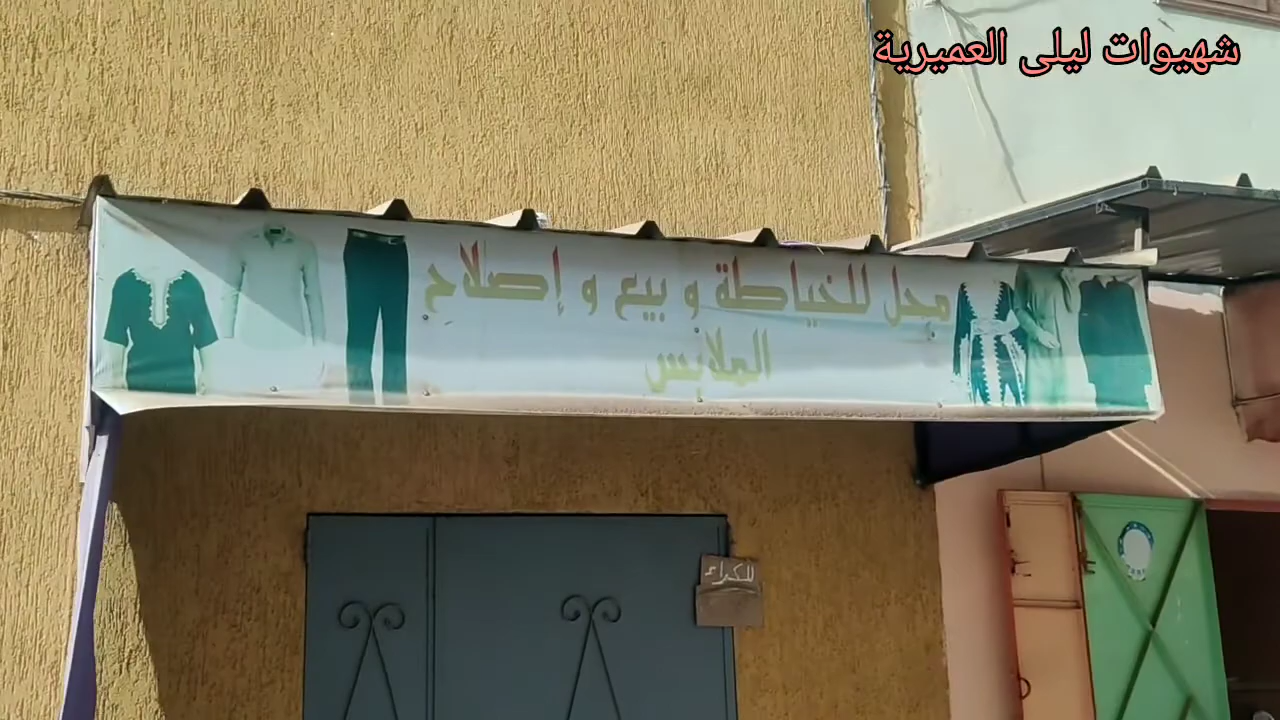 شهيوات ليلى العميرية
محل للخياطة و بيع و إصلاح
الملابس
للكراء